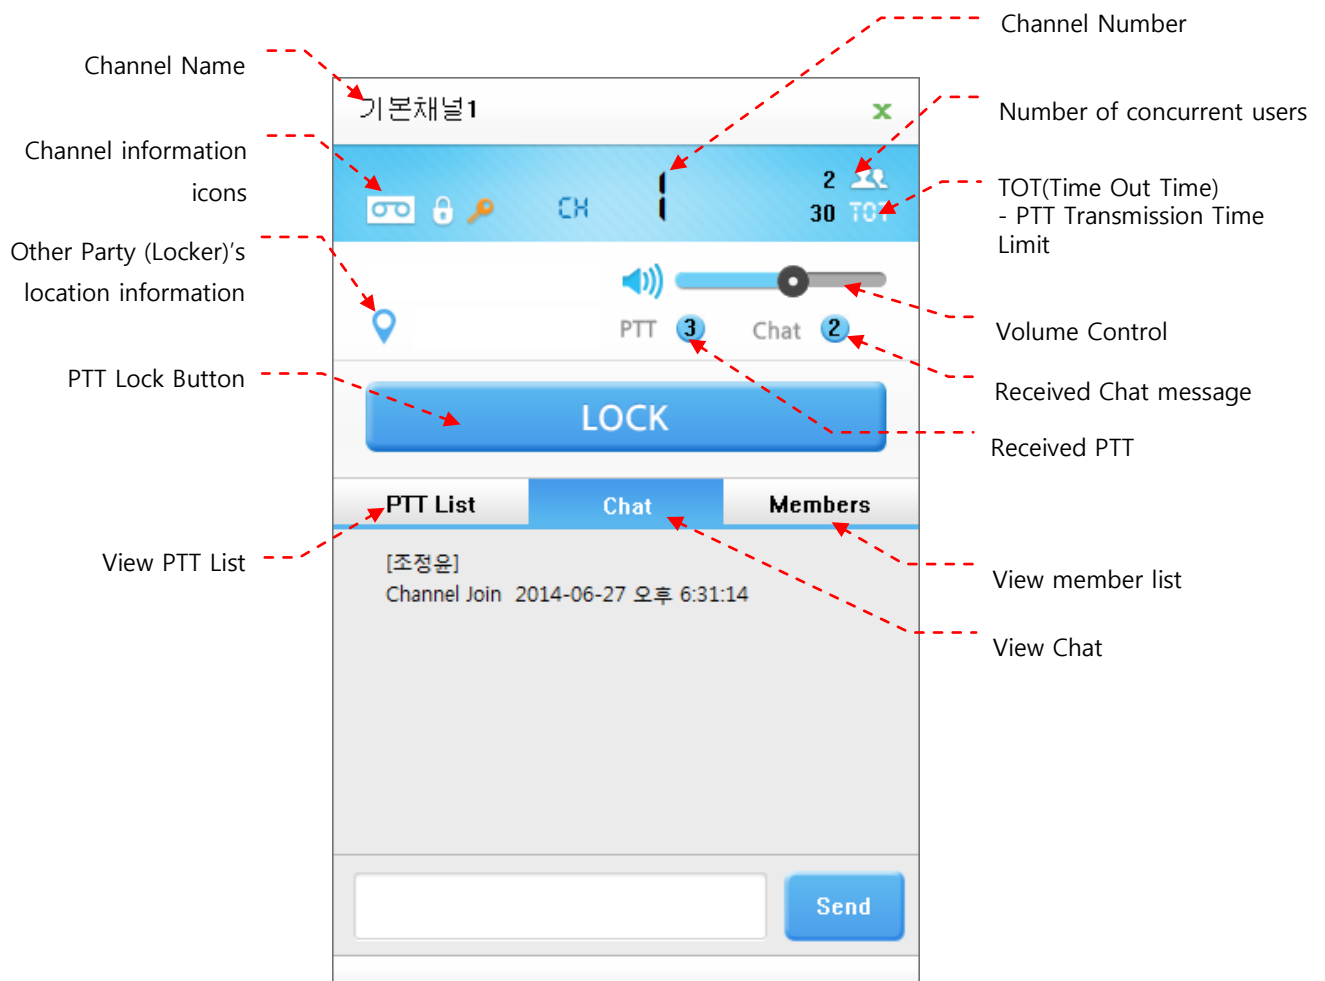 Channel Number
Channel Name
기본채널1
x
Number of concurrent users
Channel information
icons
CH 1
2
30 TOT
TOT(Time Out Time)
- PTT Transmission Time
Limit
Other Party (Locker)'s
location information
PTT 3 Chat 2
Volume Control
PTT Lock Button
LOCK
Received Chat message
Received PTT
PTT List
Chat
Members
View PTT List
[조정윤]
Channel Join 2014-06-27 오후 6:31:14
View member list
View Chat
Send